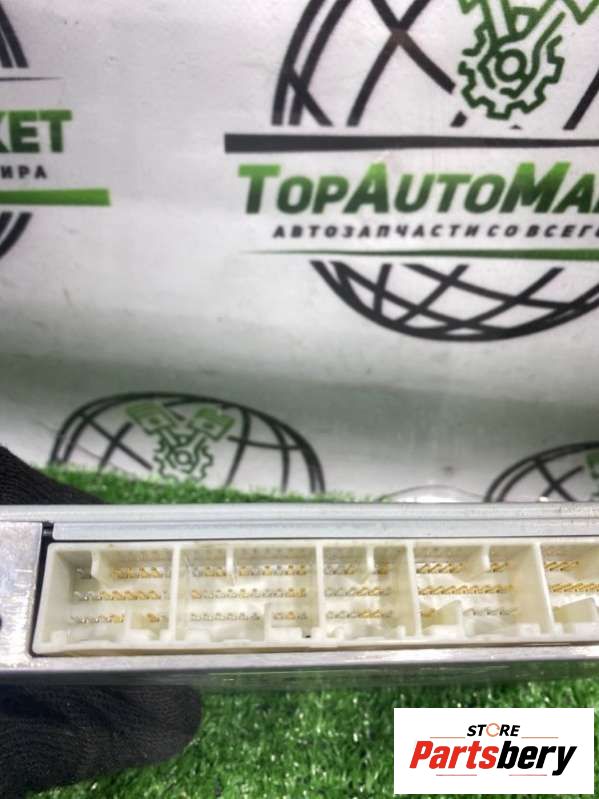 KET
ИРА
TOPAUTOMA
АВТОЗАПЧАСТИ СО ВСЕГО
STORE
Partsbery